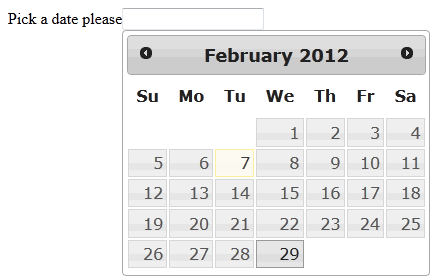 Pick a date please
February 2012
Su Mo Tu We Th Fr Sa
1 2 3 4
5 6 7 8 9 10 11
12 13 14 15 16 17 18
19 20 21 22 23 24 25
26 27 28 29